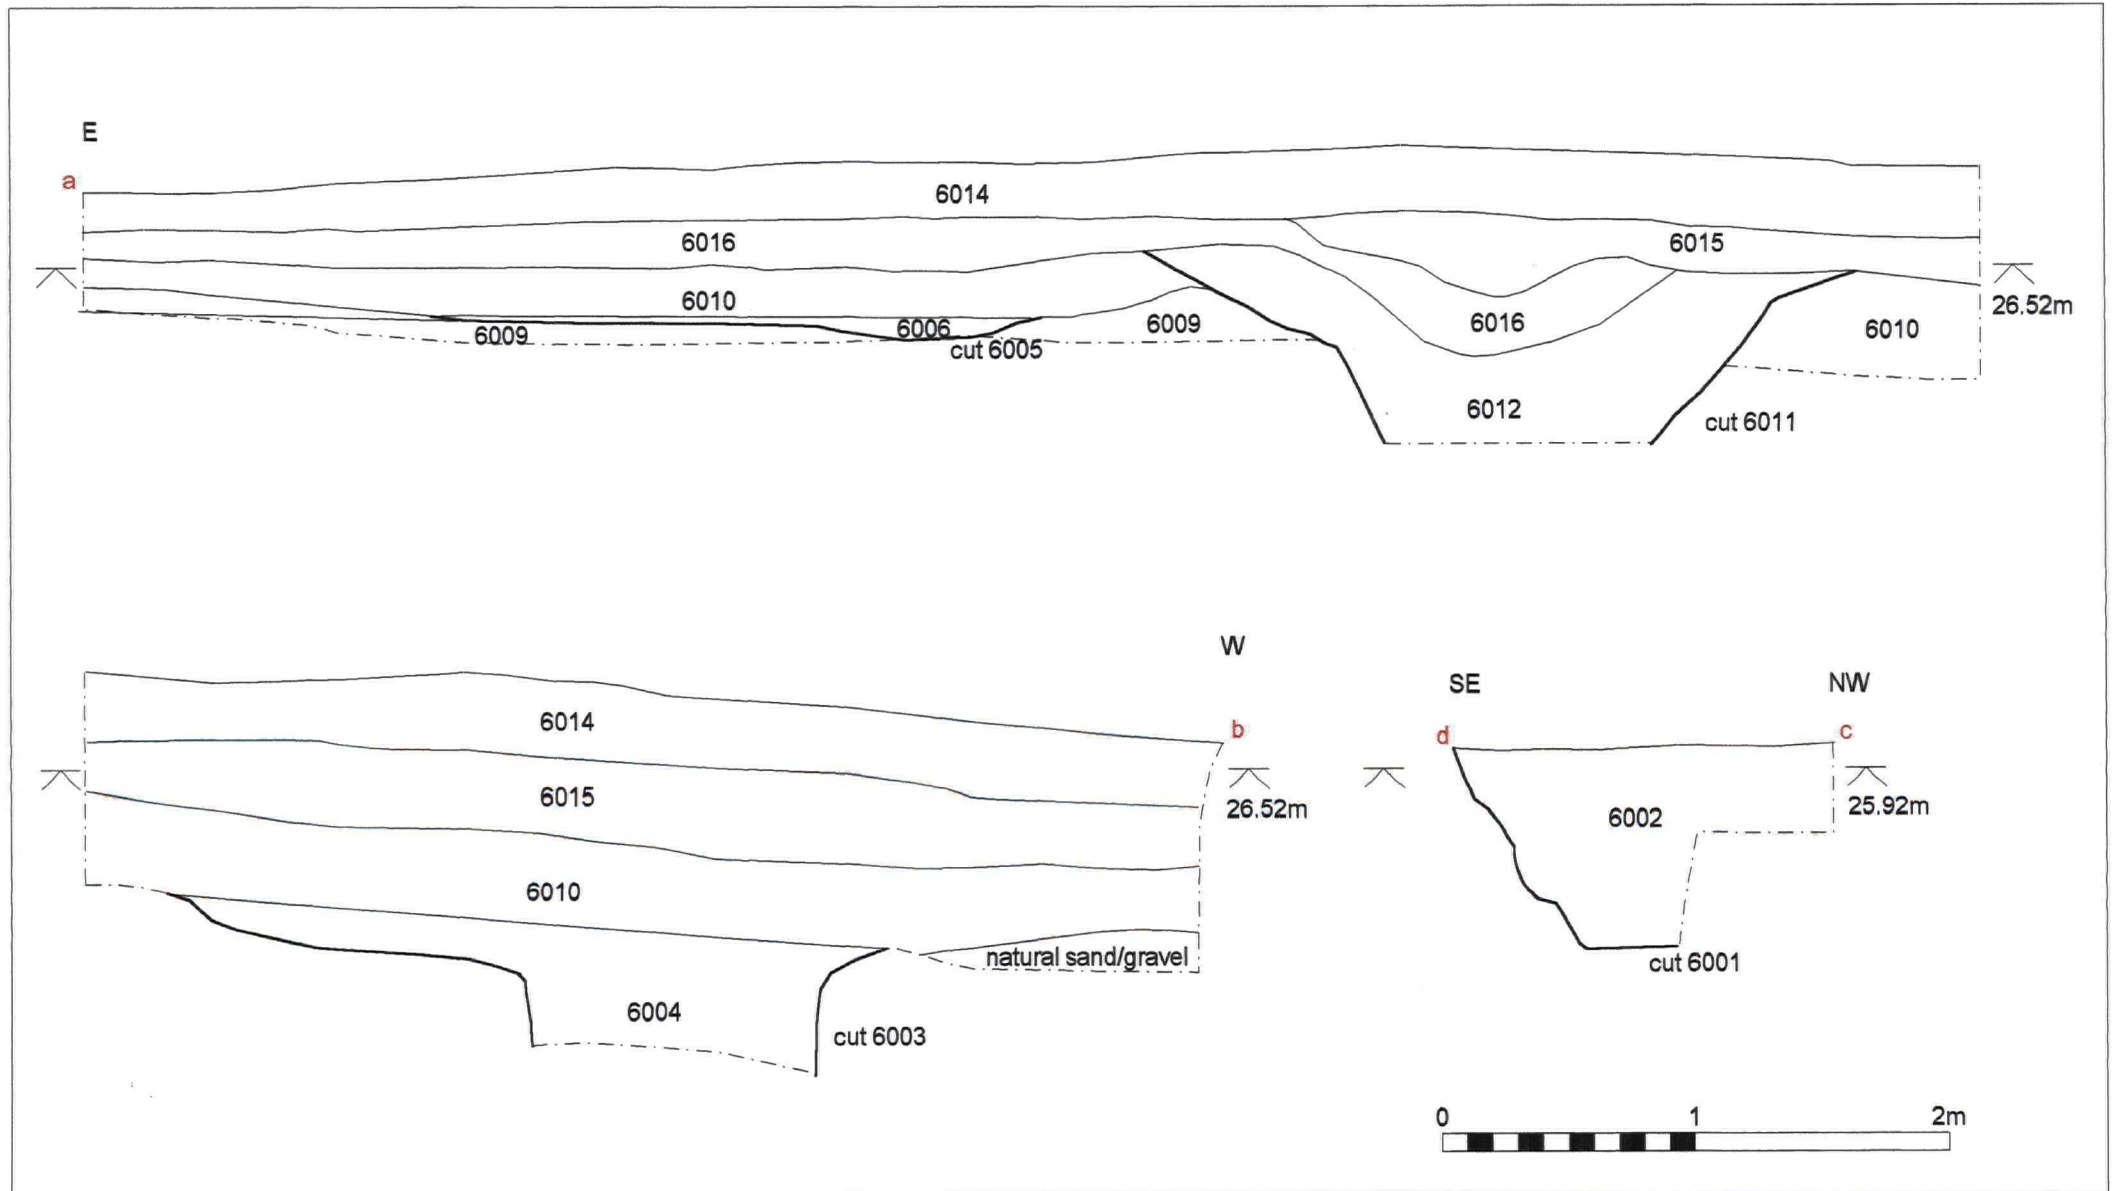 E
a
6014
6016
6015
6010
26.52m
6009
6006
6009
6016
6010
cut 6005
6012
cut 6011
W
SE
NW
6014
b
d
c
6015
26.52m
6002
25.92m
6010
natural sand/gravel
cut 6001
6004
cut 6003
0 1 2m